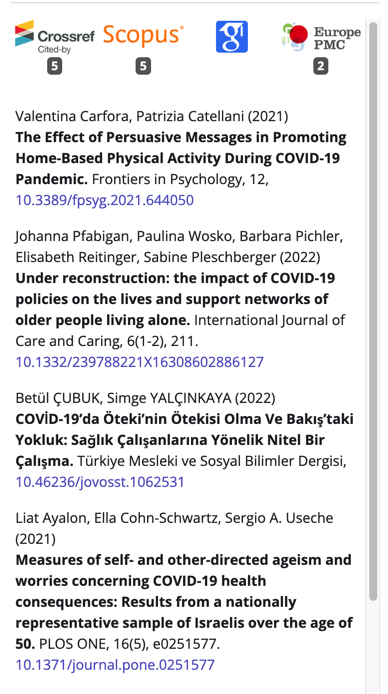 Crossref
Cited-by
Scopus®
g
Europe
PMC
5
5
2
Valentina Carfora, Patrizia Catellani (2021)
The Effect of Persuasive Messages in Promoting
Home-Based Physical Activity During COVID-19
Pandemic. Frontiers in Psychology, 12,
10.3389/fpsyg.2021.644050
Johanna Pfabigan, Paulina Wosko, Barbara Pichler,
Elisabeth Reitinger, Sabine Pleschberger (2022)
Under reconstruction: the impact of COVID-19
policies on the lives and support networks of
older people living alone. International Journal of
Care and Caring, 6(1-2), 211.
10.1332/239788221X16308602886127
Betül ÇUBUK, Simge YALÇINKAYA (2022)
COVİD-19’da Öteki’nin Ötekisi Olma Ve Bakış’taki
Yokluk: Sağlık Çalışanlarına Yönelik Nitel Bir
Çalışma. Türkiye Mesleki ve Sosyal Bilimler Dergisi,
10.46236/jovosst.1062531
Liat Ayalon, Ella Cohn-Schwartz, Sergio A. Useche
(2021)
Measures of self- and other-directed ageism and
worries concerning COVID-19 health
consequences: Results from a nationally
representative sample of Israelis over the age of
50. PLOS ONE, 16(5), e0251577.
10.1371/journal.pone.0251577